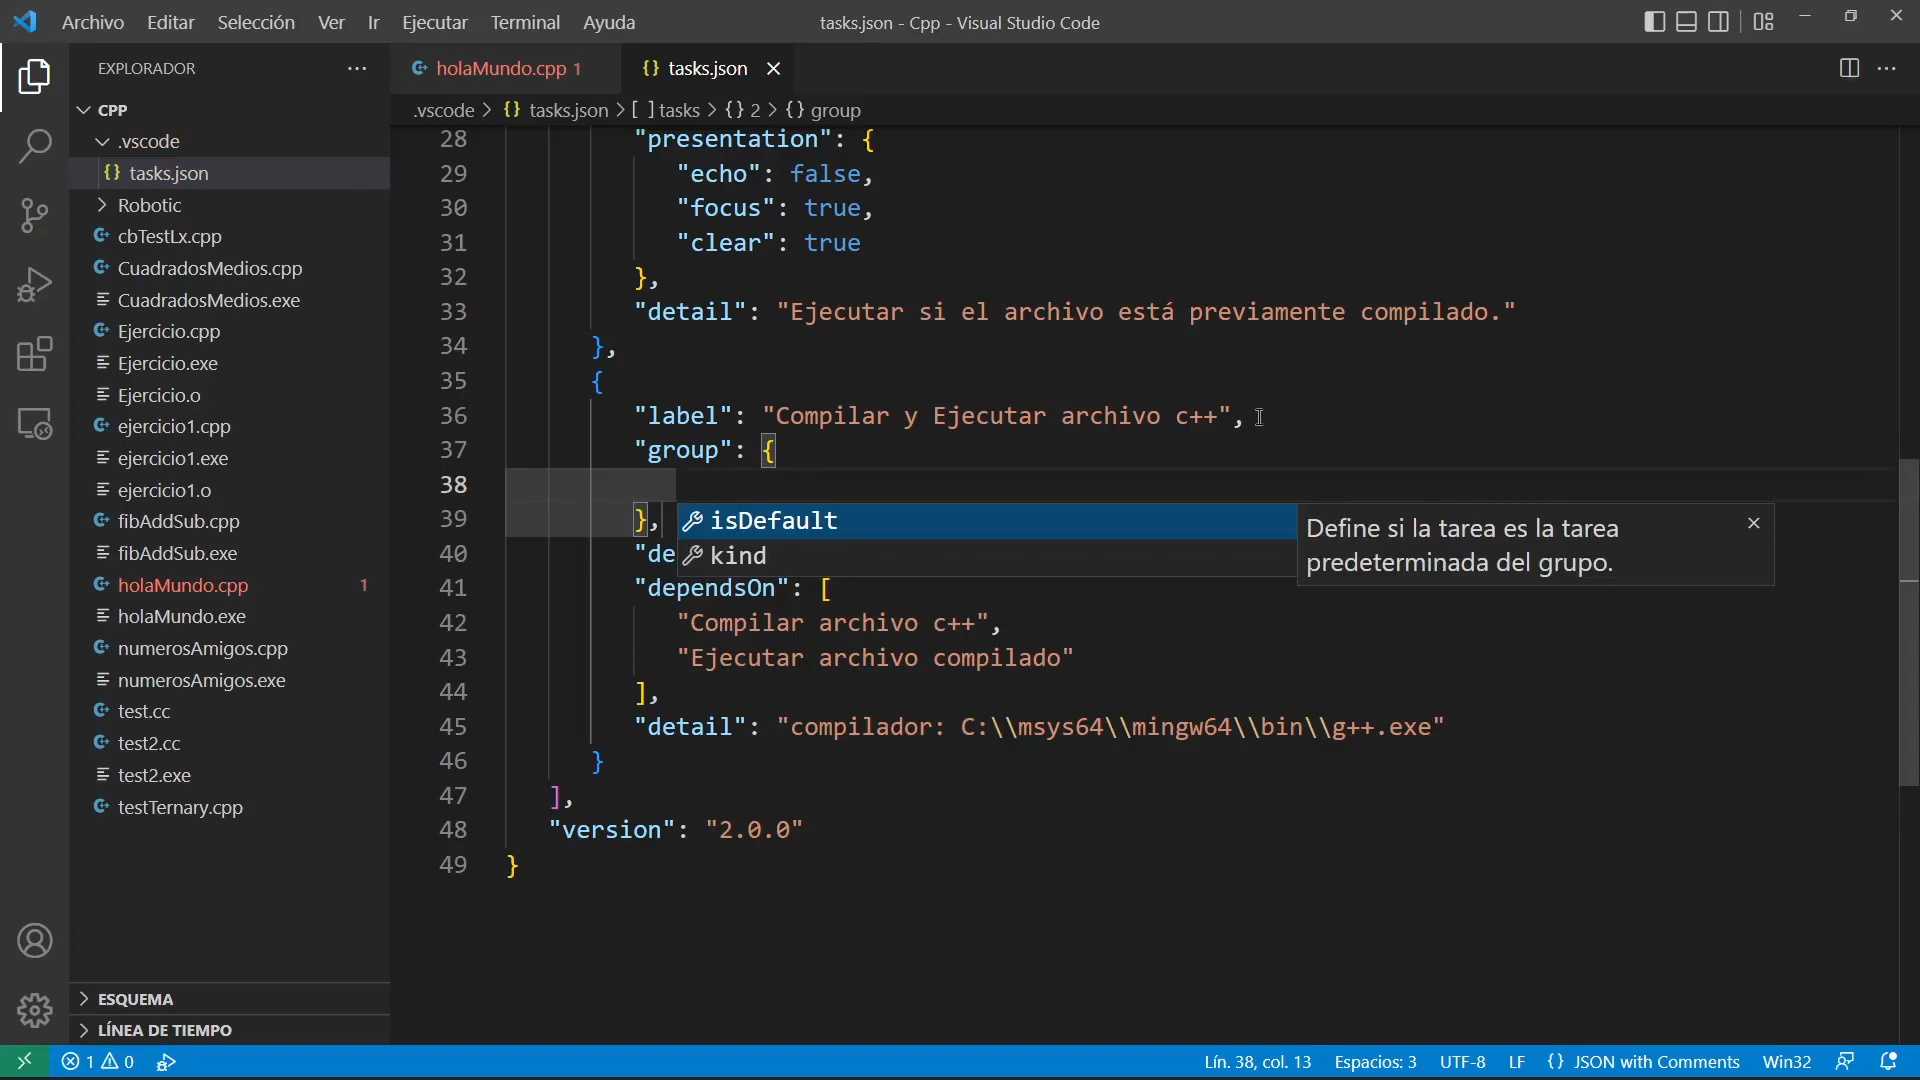 Archivo Editar Selección Ver Ir Ejecutar Terminal Ayuda
tasks.json - Cpp - Visual Studio Code
EXPLORADOR
CPP
.vscode
{} tasks.json
Robotic
cbTestLx.cpp
CuadradosMedios.cpp
CuadradosMedios.exe
Ejercicio.cpp
Ejercicio.exe
Ejercicio.o
ejercicio1.cpp
ejercicio1.exe
ejercicio1.o
fibAddSub.cpp
fibAddSub.exe
holaMundo.cpp 1
holaMundo.exe
numerosAmigos.cpp
numerosAmigos.exe
test.cc
test2.cc
test2.exe
testTernary.cpp
ESQUEMA
LÍNEA DE TIEMPO
holaMundo.cpp 1
{} tasks.json
.vscode > {} tasks.json > [ ] tasks > {} 2 > {} group
28 "presentation": {
29 "echo": false,
30 "focus": true,
31 "clear": true
32 },
33 "detail": "Ejecutar si el archivo está previamente compilado."
34 },
35 {
36 "label": "Compilar y Ejecutar archivo c++",
37 "group": {
38
39 },
40 "de
41 "dependsOn": [
42 "Compilar archivo c++",
43 "Ejecutar archivo compilado"
44 ],
45 "detail": "compilador: C:\\msys64\\mingw64\\bin\\g++.exe"
46 }
47 ],
48 "version": "2.0.0"
49 }
isDefault
kind
Define si la tarea es la tarea
predeterminada del grupo.
1 0
Lín. 38, col. 13 Espacios: 3 UTF-8 LF {} JSON with Comments Win32